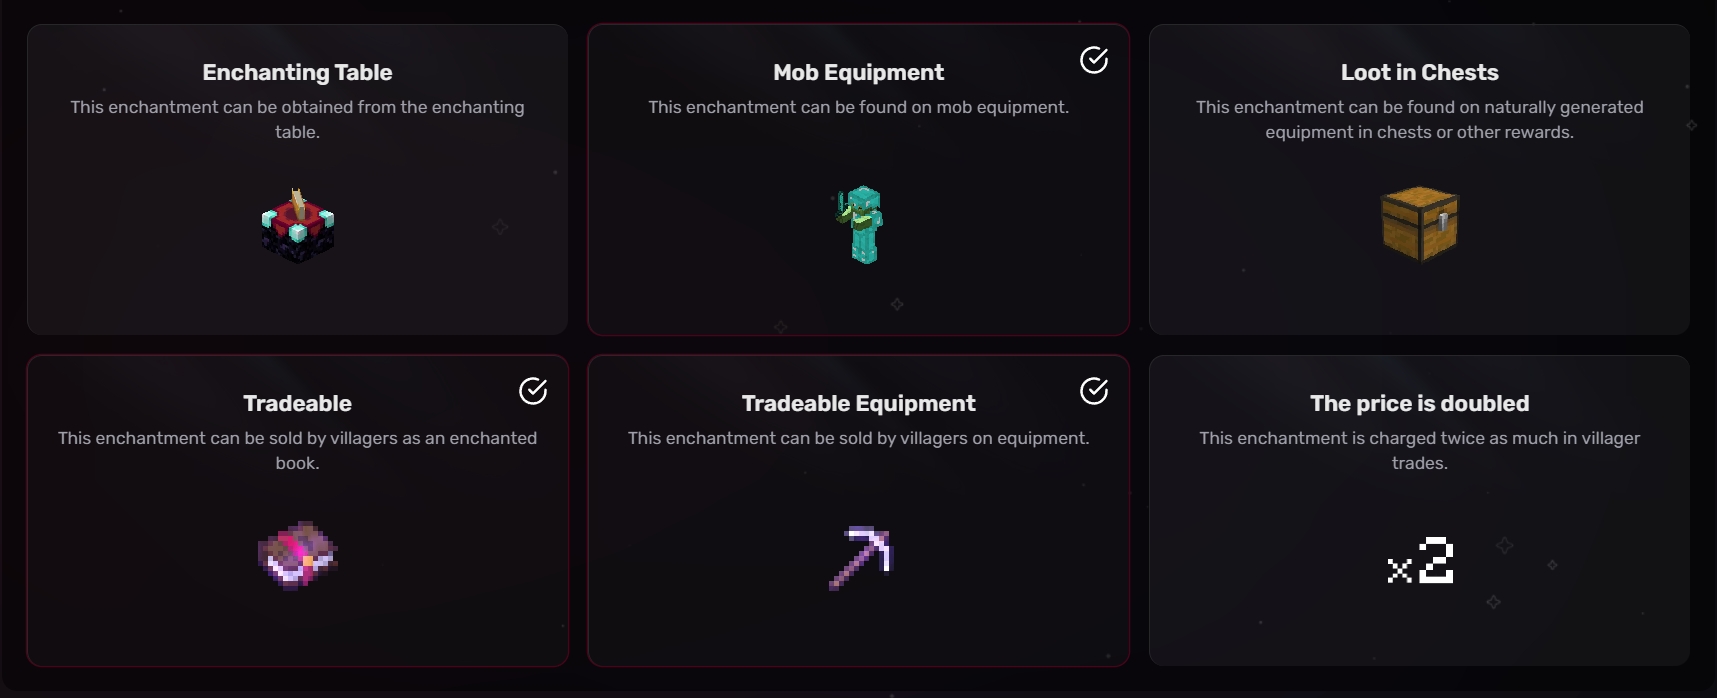 Enchanting Table
This enchantment can be obtained from the enchanting
table.
Mob Equipment
This enchantment can be found on mob equipment.
Loot in Chests
This enchantment can be found on naturally generated
equipment in chests or other rewards.
Tradeable
This enchantment can be sold by villagers as an enchanted
book.
Tradeable Equipment
This enchantment can be sold by villagers on equipment.
The price is doubled
This enchantment is charged twice as much in villager
trades.
x2